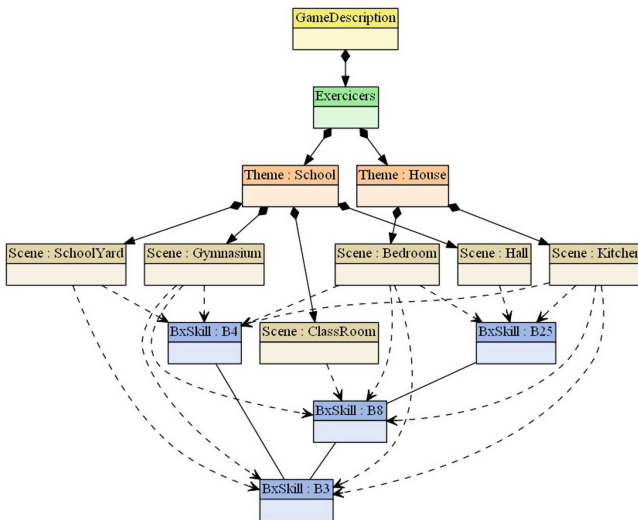 GameDescription
Exercicers
Theme : School
Theme : House
Scene : SchoolYard
Scene : Gymnasium
Scene : Bedroom
Scene : Hall
Scene : Kitchen
BxSkill : B4
Scene : ClassRoom
BxSkill : B25
BxSkill : B8
BxSkill : B3